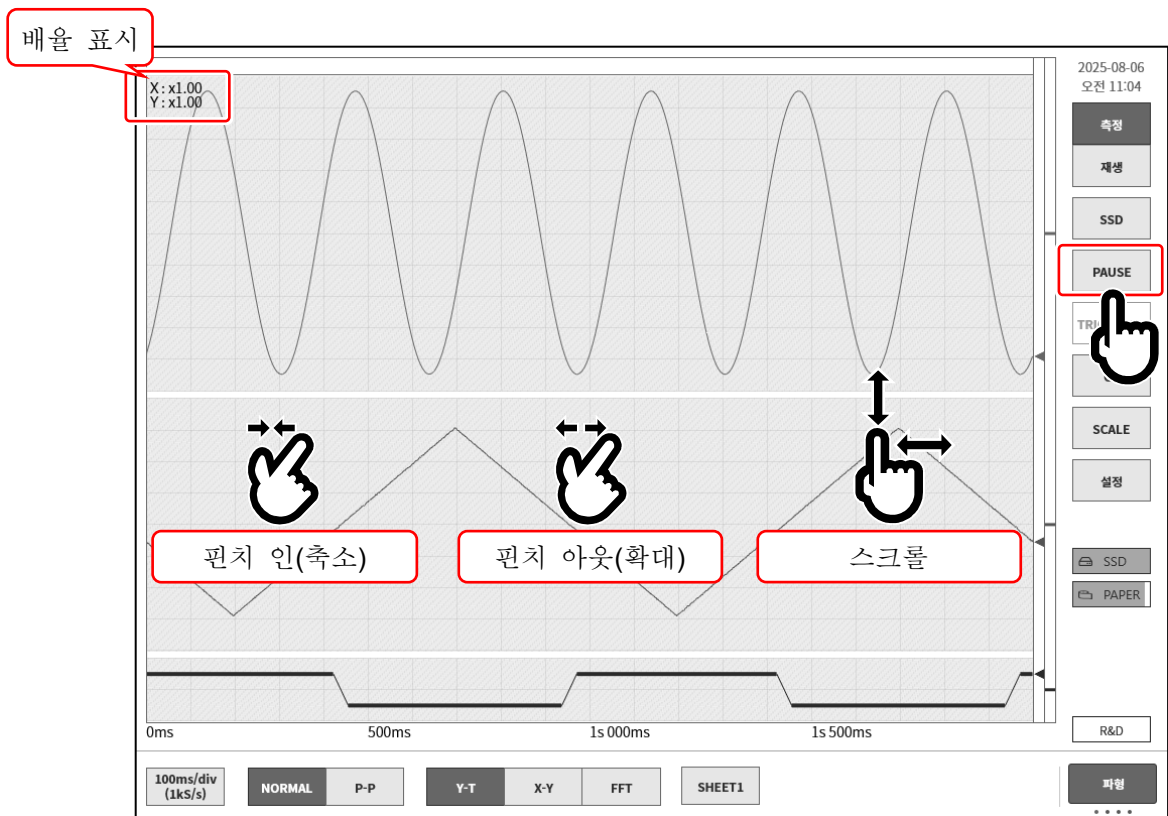 배율 표시
X : x1.00
Y : x1.00
2025-08-06
오전 11:04
측정
재생
SSD
PAUSE
SCALE
설정
핀치 인(축소)
핀치 아웃(확대)
스크롤
SSD
PAPER
0ms
500ms
1s 000ms
1s 500ms
R&D
100ms/div
(1kS/s)
NORMAL
P-P
Y-T
X-Y
FFT
SHEET1
파형